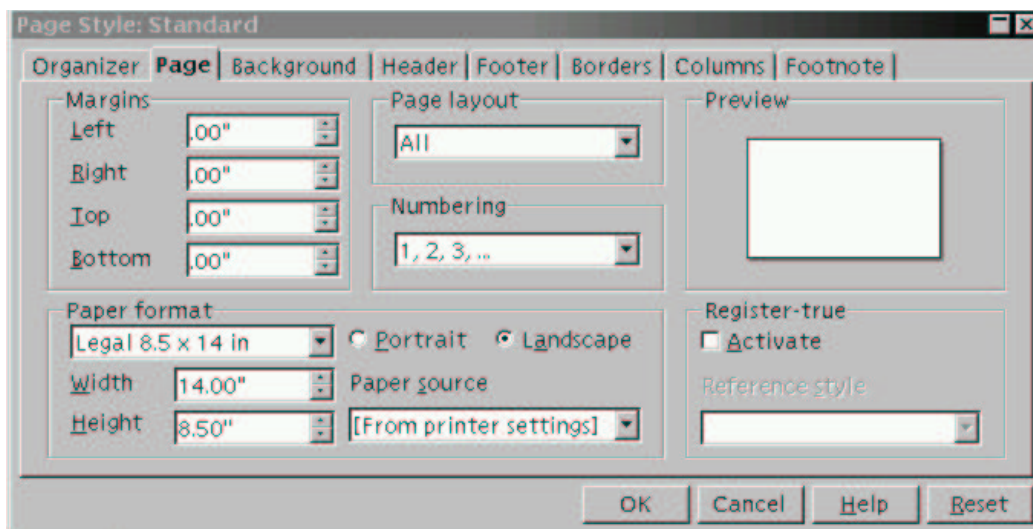 Page Style: Standard
Organizer Page Background Header Footer Borders Columns Footnote
Margins
Left .00"
Right .00"
Top .00"
Bottom .00"
Page layout
All
Numbering
1, 2, 3, ...
Preview
Paper format
Legal 8.5 x 14 in
Portrait Landscape
Width 14.00"
Height 8.50"
Paper source
[From printer settings]
Register-true
Activate
Reference style
OK Cancel Help Reset